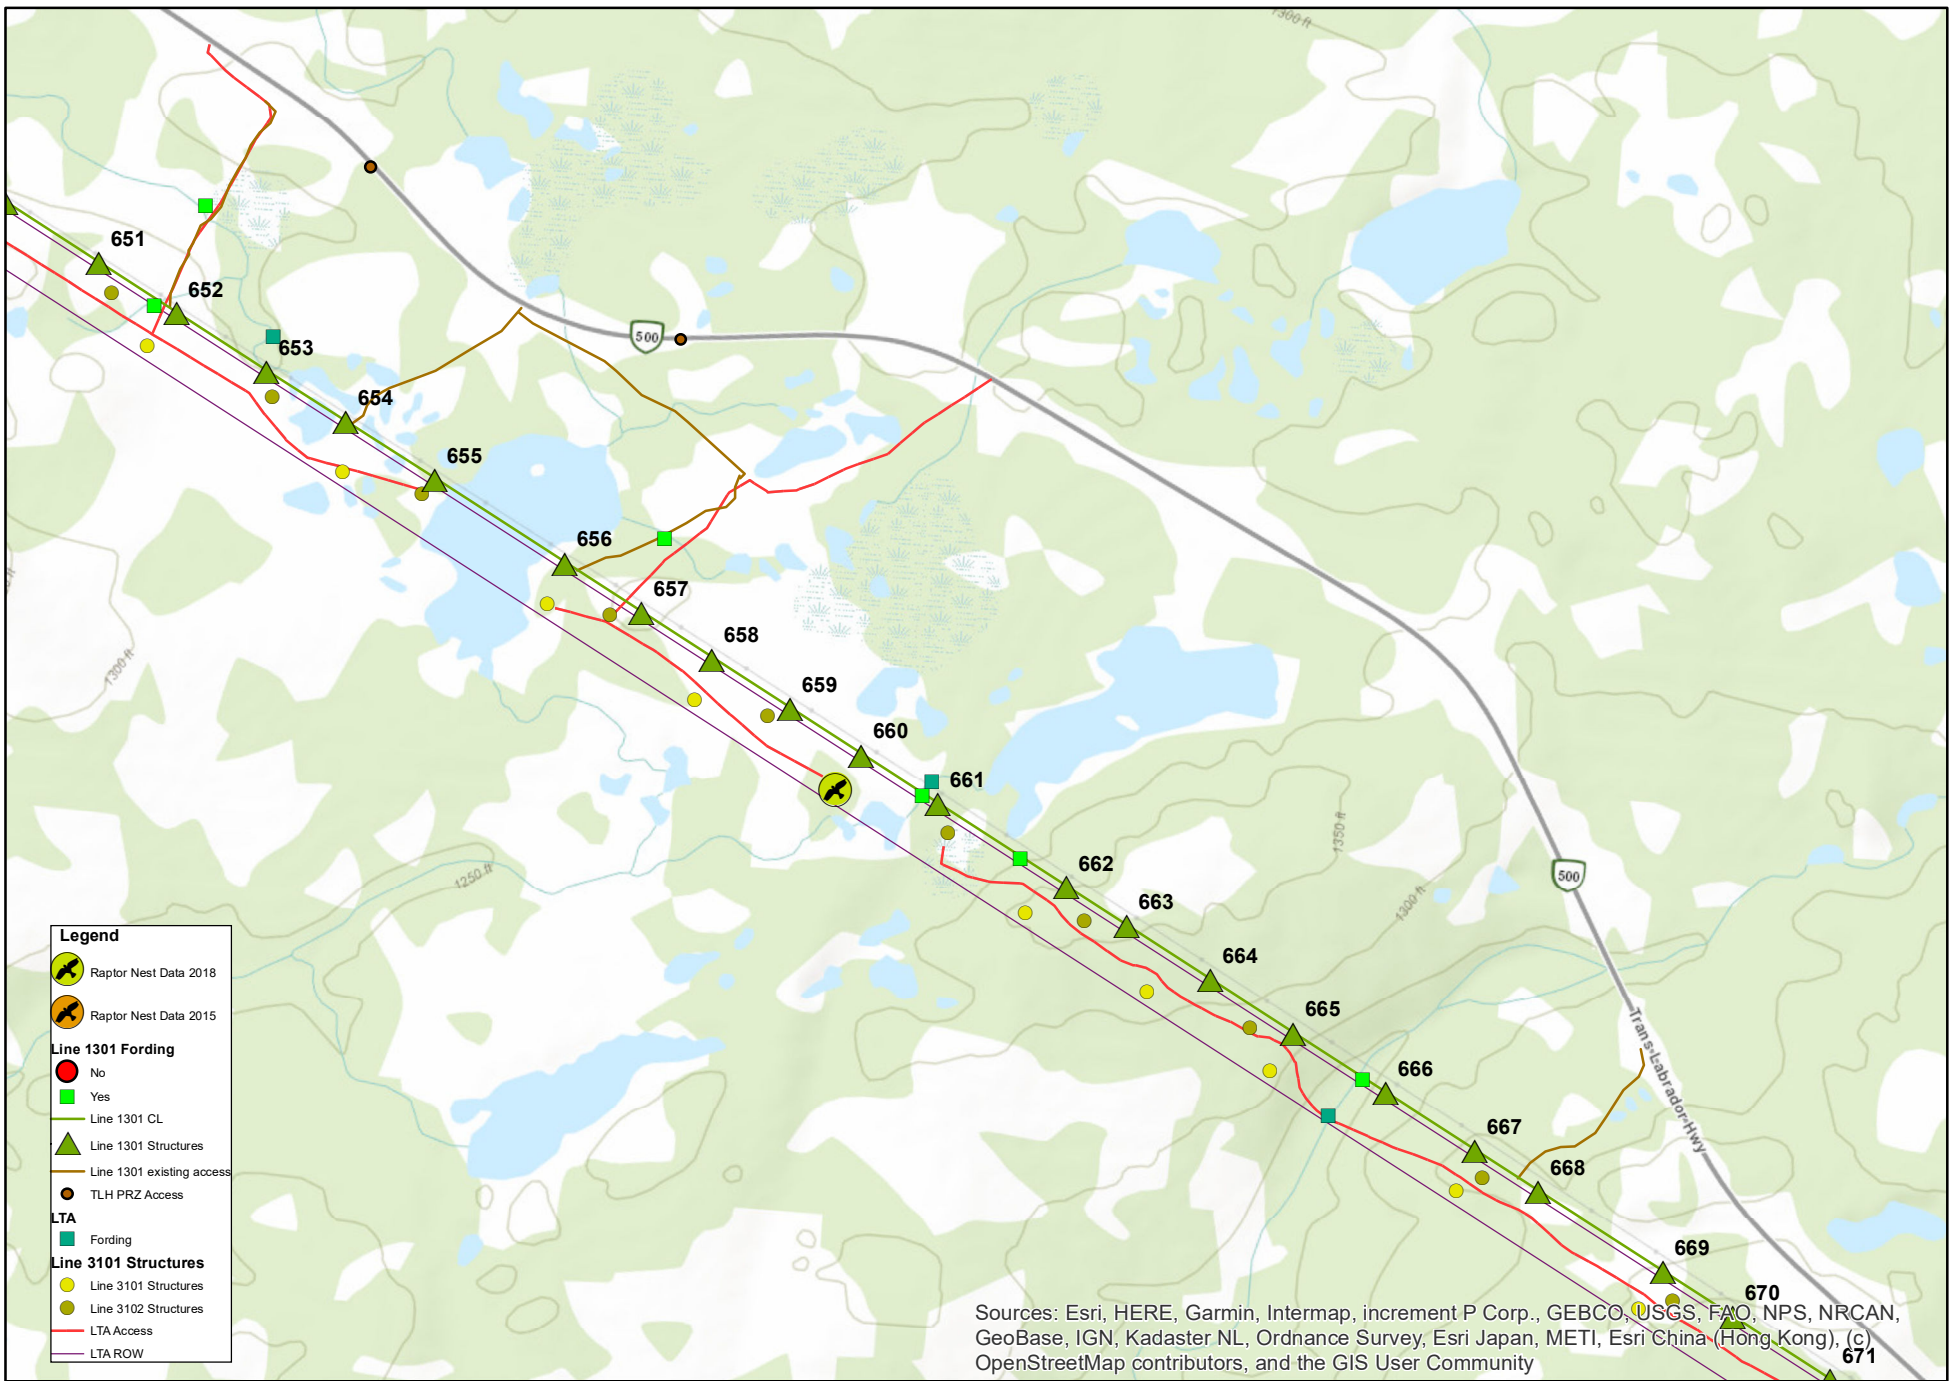 1300 ft
651
652
653
654
655
656
657
658
659
660
661
662
663
664
665
666
667
668
669
670
671
500
500
1300 ft
1250 ft
1350 ft
1300 ft
Trans-Labrador Hwy
Legend
Raptor Nest Data 2018
Raptor Nest Data 2015
Line 1301 Fording
No
Yes
Line 1301 CL
Line 1301 Structures
Line 1301 existing access
TLH PRZ Access
LTA
Fording
Line 3101 Structures
Line 3101 Structures
Line 3102 Structures
LTA Access
LTA ROW
Sources: Esri, HERE, Garmin, Intermap, increment P Corp., GEBCO, USGS, FAO, NPS, NRCAN,
GeoBase, IGN, Kadaster NL, Ordnance Survey, Esri Japan, METI, Esri China (Hong Kong), (c)
OpenStreetMap contributors, and the GIS User Community